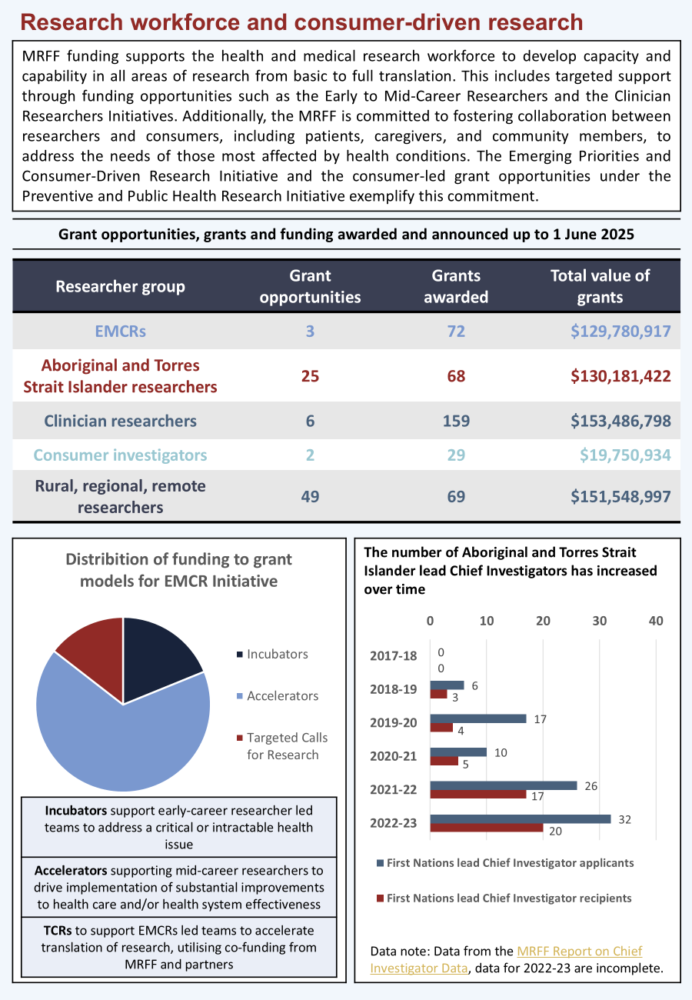 Research workforce and consumer-driven research
MRFF funding supports the health and medical research workforce to develop capacity and
capability in all areas of research from basic to full translation. This includes targeted support
through funding opportunities such as the Early to Mid-Career Researchers and the Clinician
Researchers Initiatives. Additionally, the MRFF is committed to fostering collaboration between
researchers and consumers, including patients, caregivers, and community members, to
address the needs of those most affected by health conditions. The Emerging Priorities and
Consumer-Driven Research Initiative and the consumer-led grant opportunities under the
Preventive and Public Health Research Initiative exemplify this commitment.
Grant opportunities, grants and funding awarded and announced up to 1 June 2025
Researcher group
Grant
opportunities
Grants
awarded
Total value of
grants
EMCRs 3 72 $129,780,917
Aboriginal and Torres
Strait Islander researchers
25 68 $130,181,422
Clinician researchers 6 159 $153,486,798
Consumer investigators 2 29 $19,750,934
Rural, regional, remote
researchers
49 69 $151,548,997
Distribition of funding to grant
models for EMCR Initiative
Incubators
Accelerators
Targeted Calls
for Research
Incubators support early-career researcher led
teams to address a critical or intractable health
issue
Accelerators supporting mid-career researchers to
drive implementation of substantial improvements
to health care and/or health system effectiveness
TCRs to support EMCRs led teams to accelerate
translation of research, utilising co-funding from
MRFF and partners
The number of Aboriginal and Torres Strait
Islander lead Chief Investigators has increased
over time
0 10 20 30 40
2017-18 0
0
2018-19 6
3
2019-20 17
4
2020-21 10
5
2021-22 26
17
2022-23 32
20
First Nations lead Chief Investigator applicants
First Nations lead Chief Investigator recipients
Data note: Data from the MRFF Report on Chief
Investigator Data, data for 2022-23 are incomplete.